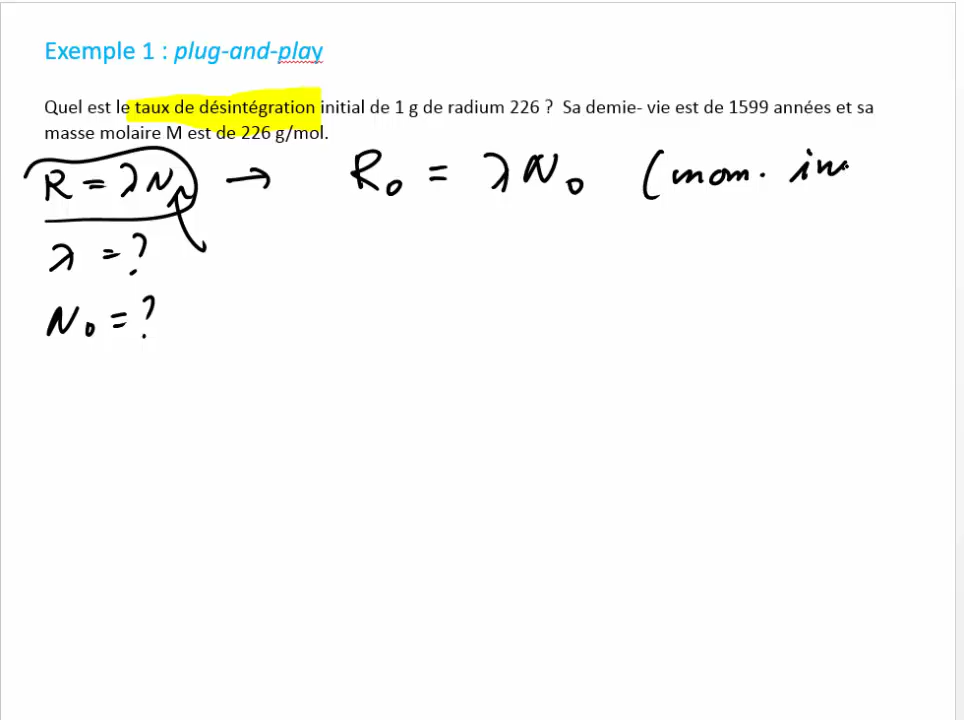 Exemple 1 : plug-and-play
Quel est le taux de désintégration initial de 1 g de radium 226 ? Sa demie- vie est de 1599 années et sa
masse molaire M est de 226 g/mol.
R = λN → R₀ = λN₀ (mom. in
λ = ?
N₀ = ?